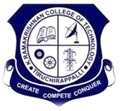 K. RAMAKRISHNAN COLLEGE OF TECHNOLOGY
TIRUCHIRAPPALLI
CREATE COMPETE CONQUER